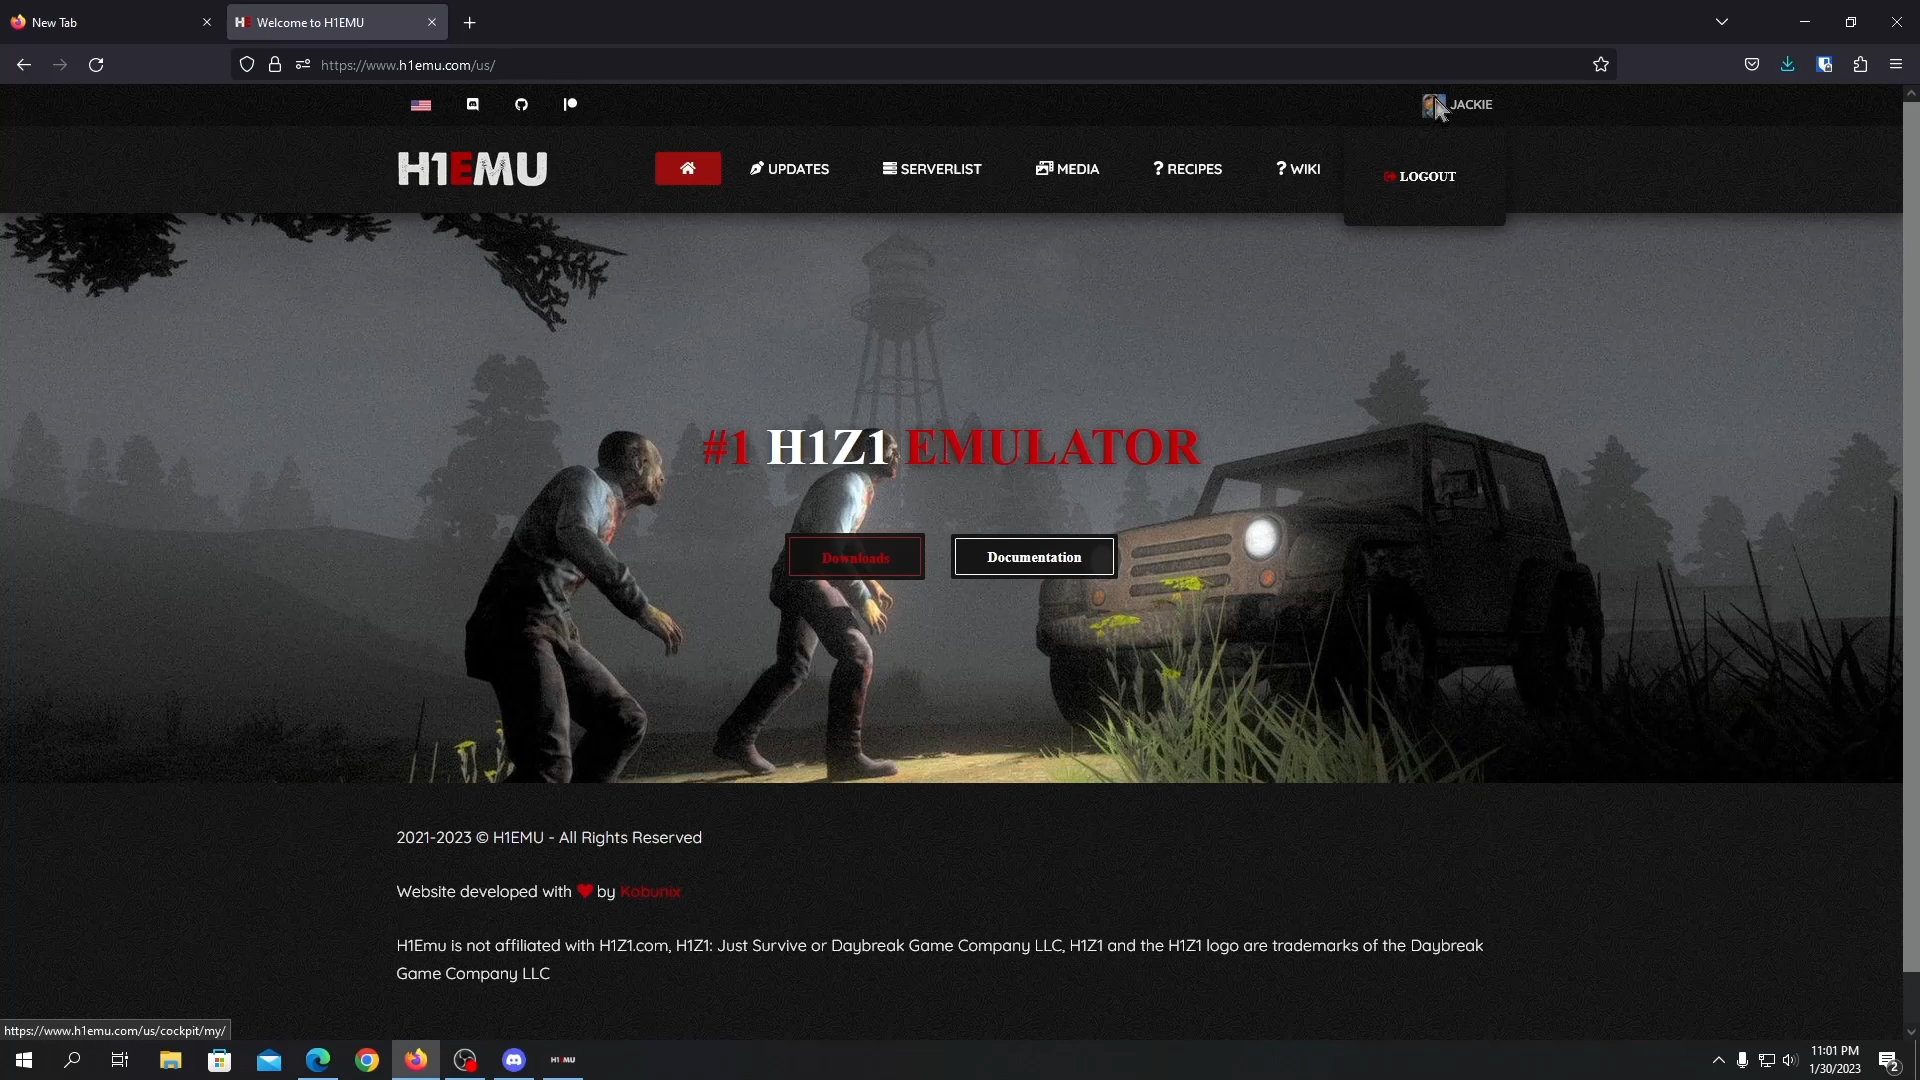 New Tab
Welcome to H1EMU
https://www.h1emu.com/us/
JACKIE
H1EMU
UPDATES
SERVERLIST
MEDIA
? RECIPES
? WIKI
LOGOUT
#1 H1Z1 EMULATOR
Downloads
Documentation
2021-2023 © H1EMU - All Rights Reserved
Website developed with ❤ by Kobunix
H1Emu is not affiliated with H1Z1.com, H1Z1: Just Survive or Daybreak Game Company LLC, H1Z1 and the H1Z1 logo are trademarks of the Daybreak
Game Company LLC
https://www.h1emu.com/us/cockpit/my/
H1EMU
11:01 PM
1/30/2023
2